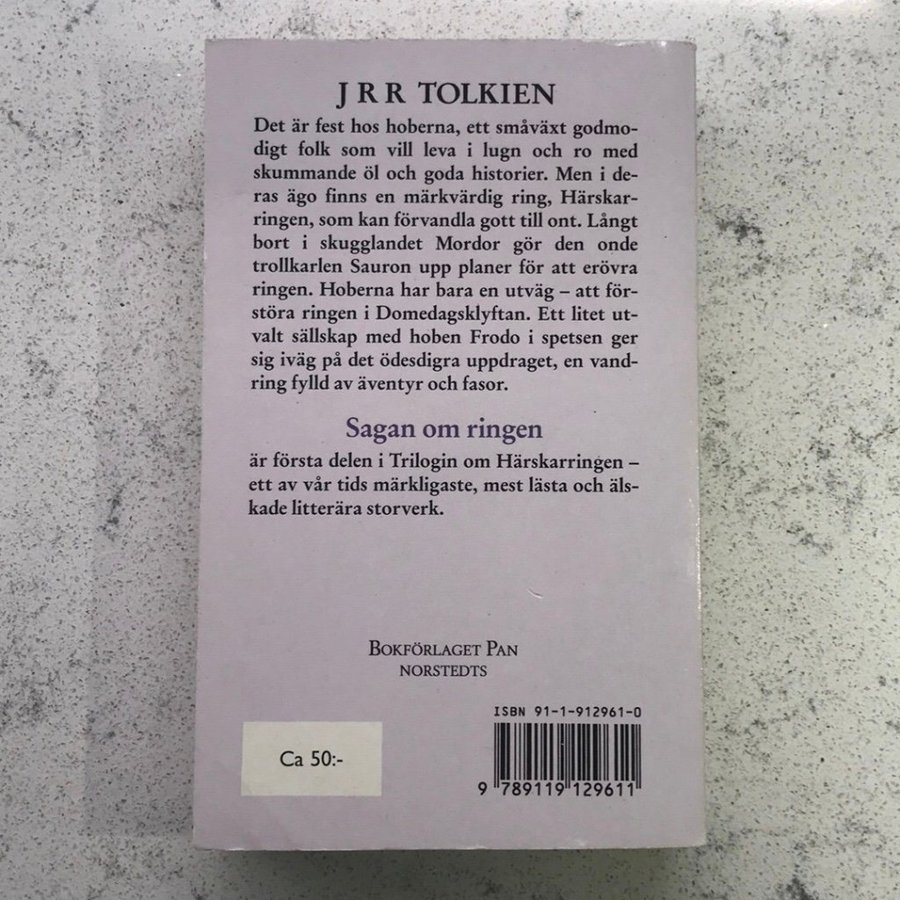 J R R TOLKIEN
Det är fest hos hoberna, ett småväxt godmo-
digt folk som vill leva i lugn och ro med
skummande öl och goda historier. Men i de-
ras ägo finns en märkvärdig ring, Härskar-
ringen, som kan förvandla gott till ont. Långt
bort i skugglandet Mordor gör den onde
trollkarlen Sauron upp planer för att erövra
ringen. Hoberna har bara en utväg – att för-
störa ringen i Domedagsklyftan. Ett litet ut-
valt sällskap med hoben Frodo i spetsen ger
sig iväg på det ödesdigra uppdraget, en vand-
ring fylld av äventyr och fasor.
Sagan om ringen
är första delen i Trilogin om Härskarringen –
ett av vår tids märkligaste, mest lästa och äls-
kade litterära storverk.
BOKFÖRLAGET PAN
NORSTEDTS
ISBN 91-1-912961-0
Ca 50:-
9 789119 129611